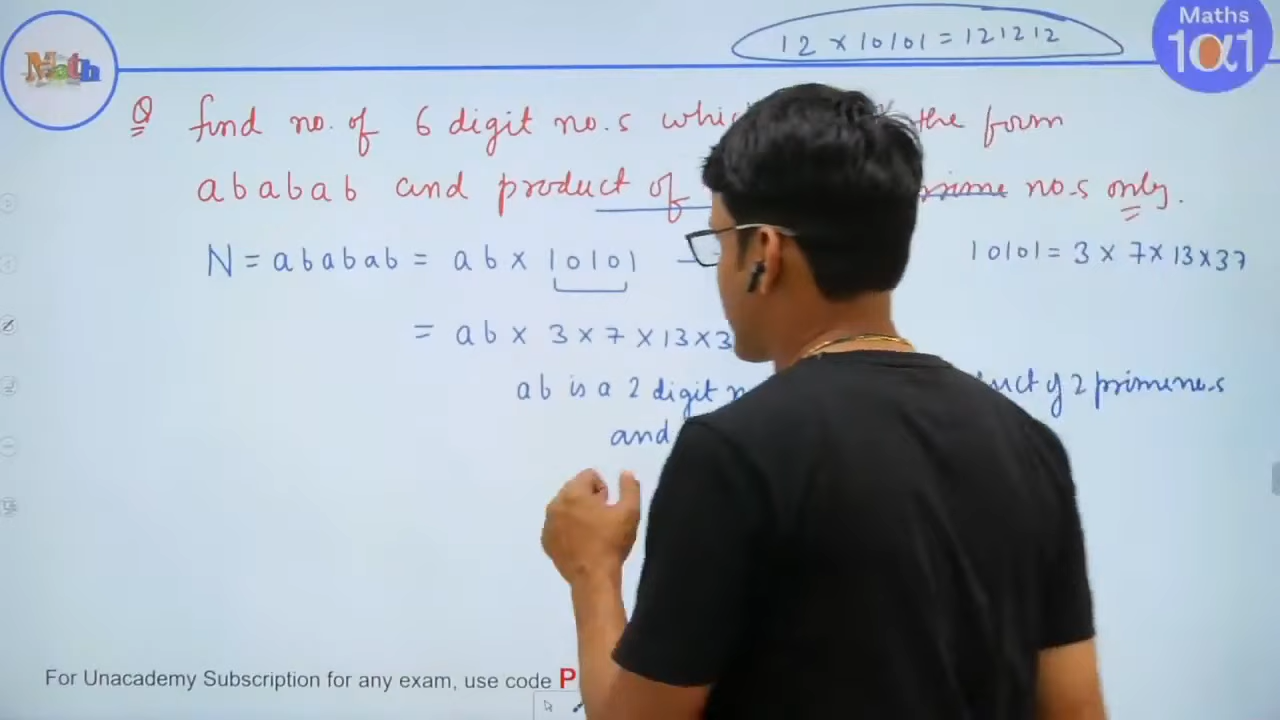 12 × 10101 = 121212
Maths
1α1
Math
Q find no. of 6 digit no.s the form
ababab and product of prime no.s only.
N = ababab = ab × 10101
10101 = 3 × 7 × 13 × 37
= ab × 3 × 7 × 13 × 3
ab is a 2 digit of 2 prime no.s
and
For Unacademy Subscription for any exam, use code P